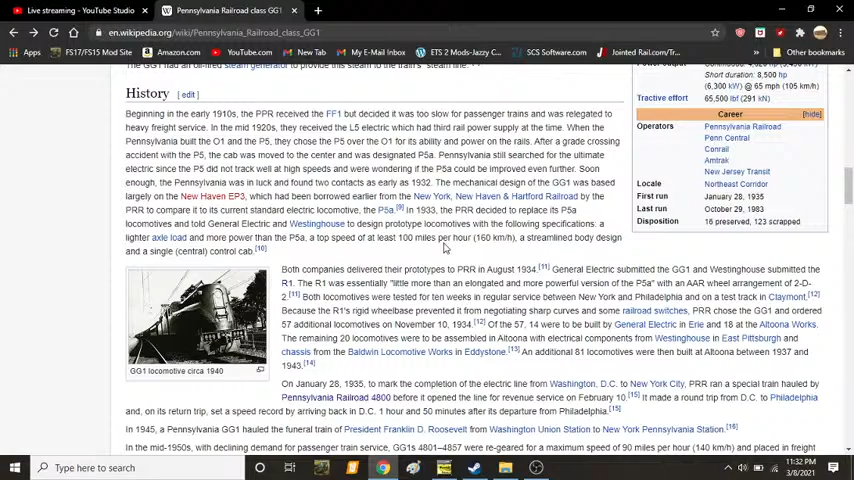 Live streaming - YouTube Studio
Pennsylvania Railroad class GG1
en.wikipedia.org/wiki/Pennsylvania_Railroad_class_GG1
Apps FS17/FS15 Mod Site Amazon.com YouTube.com New Tab My E-mail Inbox ETS 2 Mods-Jazzy C... SCS Software.com Jointed Rail.com/Tr... Other bookmarks
The GG1 had an oil-fired steam generator to provide this steam to the train's "steam line."
History [ edit ]
Beginning in the early 1910s, the PPR received the FF1 but decided it was too slow for passenger trains and was relegated to
heavy freight service. In the mid 1920s, they received the L5 electric which had third rail power supply at the time. When the
Pennsylvania built the O1 and the P5, they chose the P5 over the O1 for its ability and power on the rails. After a grade crossing
accident with the P5, the cab was moved to the center and was designated P5a. Pennsylvania still searched for the ultimate
electric since the P5 did not track well at high speeds and were wondering if the P5a could be improved even further. Soon
enough, the Pennsylvania was in luck and found two contacts as early as 1932. The mechanical design of the GG1 was based
largely on the New Haven EP3, which had been borrowed earlier from the New York, New Haven & Hartford Railroad by the
PPR to compare it to its current standard electric locomotive, the P5a.[9] In 1933, the PRR decided to replace its P5a
locomotives and told General Electric and Westinghouse to design prototype locomotives with the following specifications: a
lighter axle load and more power than the P5a, a top speed of at least 100 miles per hour (160 km/h), a streamlined body design
and a single (central) control cab.[10]
Short duration: 8,500 hp
(6,300 kW) @ 65 mph (105 km/h)
Tractive effort 65,500 lbf (291 kN)
Career [hide]
Operators Pennsylvania Railroad
Penn Central
Conrail
Amtrak
New Jersey Transit
Locale Northeast Corridor
First run January 28, 1935
Last run October 29, 1983
Disposition 16 preserved, 123 scrapped
GG1 locomotive circa 1940
Both companies delivered their prototypes to PRR in August 1934.[11] General Electric submitted the GG1 and Westinghouse submitted the
R1. The R1 was essentially "little more than an elongated and more powerful version of the P5a" with an AAR wheel arrangement of 2-D-
2.[11] Both locomotives were tested for ten weeks in regular service between New York and Philadelphia and on a test track in Claymont.[12]
Because the R1's rigid wheelbase prevented it from negotiating sharp curves and some railroad switches, PRR chose the GG1 and ordered
57 additional locomotives on November 10, 1934.[12] Of the 57, 14 were to be built by General Electric in Erie and 18 at the Altoona Works.
The remaining 20 locomotives were to be assembled in Altoona with electrical components from Westinghouse in East Pittsburgh and
chassis from the Baldwin Locomotive Works in Eddystone.[13] An additional 81 locomotives were then built at Altoona between 1937 and
1943.[14]
On January 28, 1935, to mark the completion of the electric line from Washington, D.C. to New York City, PRR ran a special train hauled by
Pennsylvania Railroad 4800 before it opened the line for revenue service on February 10.[15] It made a round trip from D.C. to Philadelphia
and, on its return trip, set a speed record by arriving back in D.C. 1 hour and 50 minutes after its departure from Philadelphia.[15]
In 1945, a Pennsylvania GG1 hauled the funeral train of President Franklin D. Roosevelt from Washington Union Station to New York Pennsylvania Station.[16]
In the mid-1950s, with declining demand for passenger train service, GG1s 4801–4857 were re-geared for a maximum speed of 90 miles per hour (140 km/h) and placed in freight
Type here to search
11:32 PM
3/8/2021